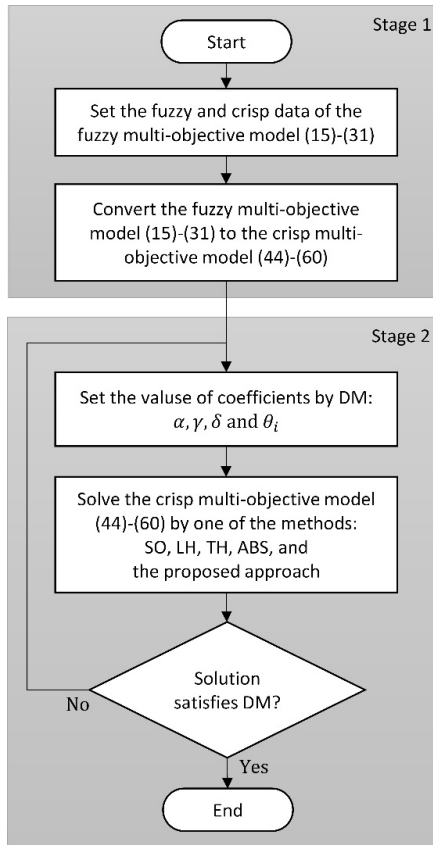 Stage 1
Start
Set the fuzzy and crisp data of the
fuzzy multi-objective model (15)-(31)
Convert the fuzzy multi-objective
model (15)-(31) to the crisp multi-
objective model (44)-(60)
Stage 2
Set the valuse of coefficients by DM:
α, γ, δ and θᵢ
Solve the crisp multi-objective model
(44)-(60) by one of the methods:
SO, LH, TH, ABS, and
the proposed approach
Solution
satisfies DM?
No
Yes
End